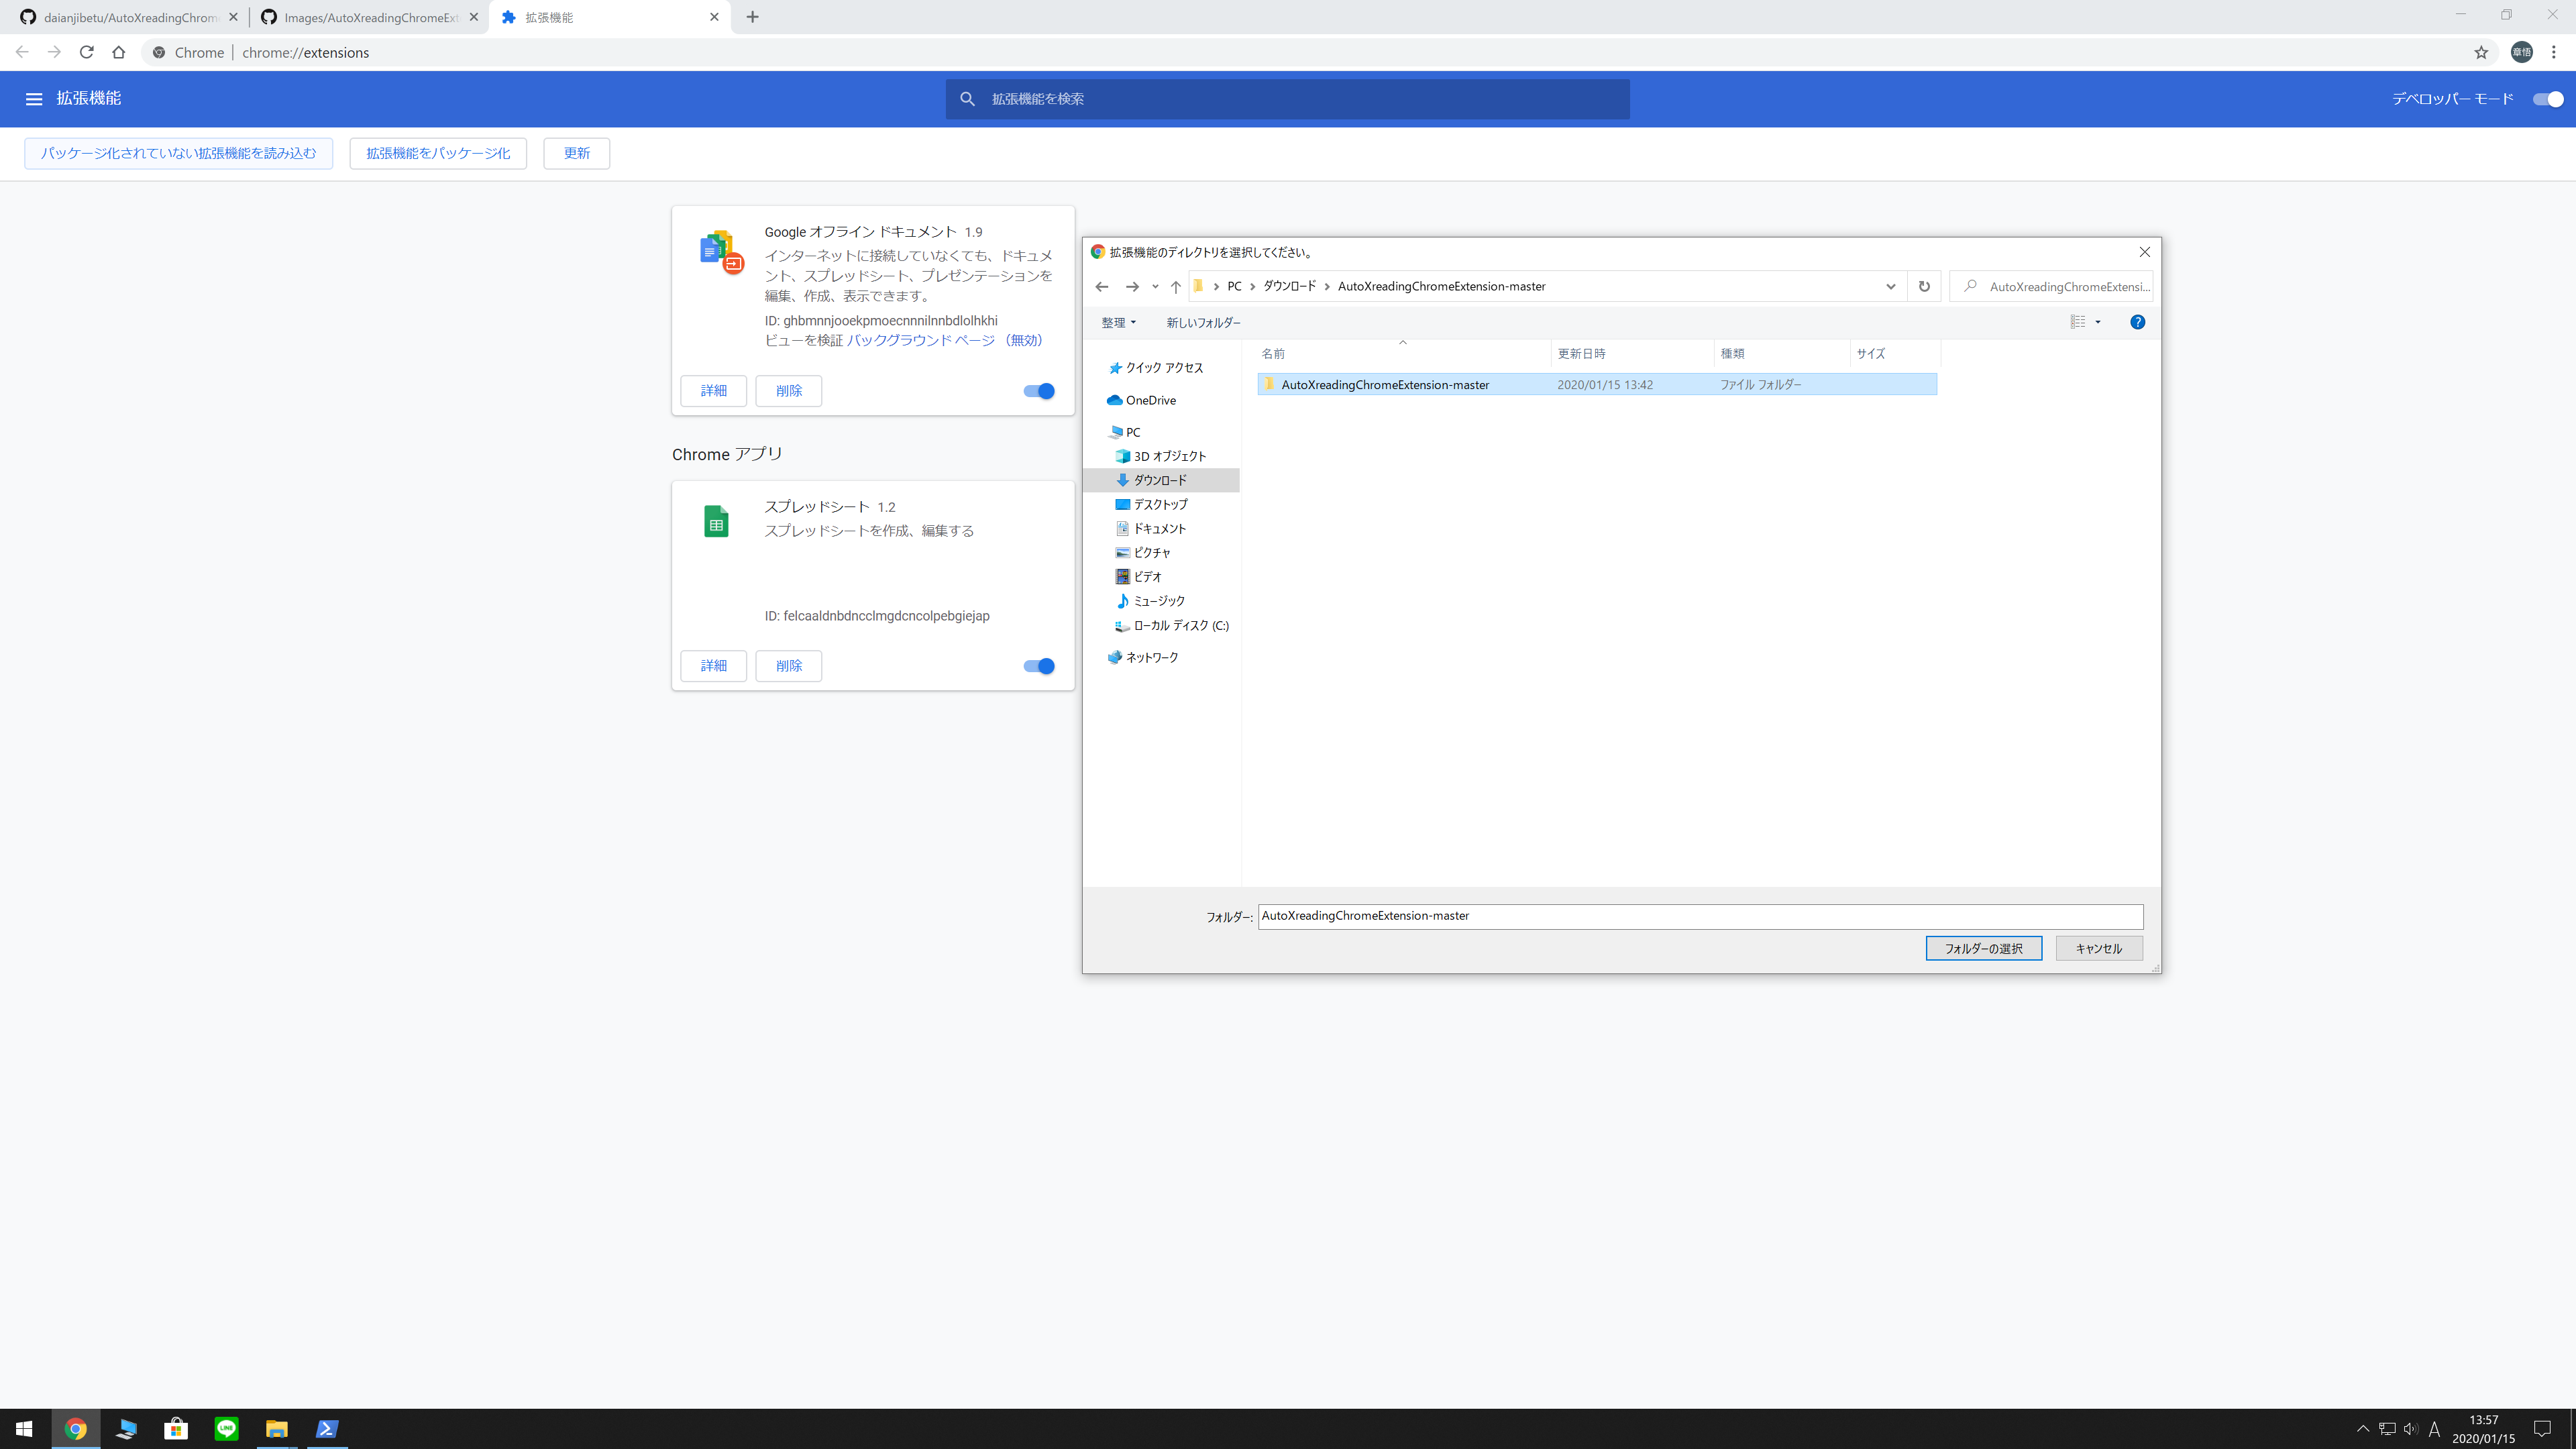 daianjibetu/AutoXreadingChrom
Images/AutoXreadingChromeExt
拡張機能
Chrome
chrome://extensions
章悟
拡張機能
拡張機能を検索
デベロッパー モード
パッケージ化されていない拡張機能を読み込む
拡張機能をパッケージ化
更新
Google オフライン ドキュメント 1.9
インターネットに接続していなくても、ドキュメ
ント、スプレッドシート、プレゼンテーションを
編集、作成、表示できます。
ID: ghbmnnjooekpmoecnnnilnnbdlolhkhi
ビューを検証 バックグラウンド ページ （無効）
詳細
削除
Chrome アプリ
スプレッドシート 1.2
スプレッドシートを作成、編集する
ID: felcaaldnbdncclmgdcncolpebgiejap
詳細
削除
拡張機能のディレクトリを選択してください。
PC
ダウンロード
AutoXreadingChromeExtension-master
AutoXreadingChromeExtensi...
整理
新しいフォルダー
名前
更新日時
種類
サイズ
クイック アクセス
OneDrive
PC
3D オブジェクト
ダウンロード
デスクトップ
ドキュメント
ピクチャ
ビデオ
ミュージック
ローカル ディスク (C:)
ネットワーク
AutoXreadingChromeExtension-master
2020/01/15 13:42
ファイル フォルダー
フォルダー:
AutoXreadingChromeExtension-master
フォルダーの選択
キャンセル
LINE
A
13:57
2020/01/15